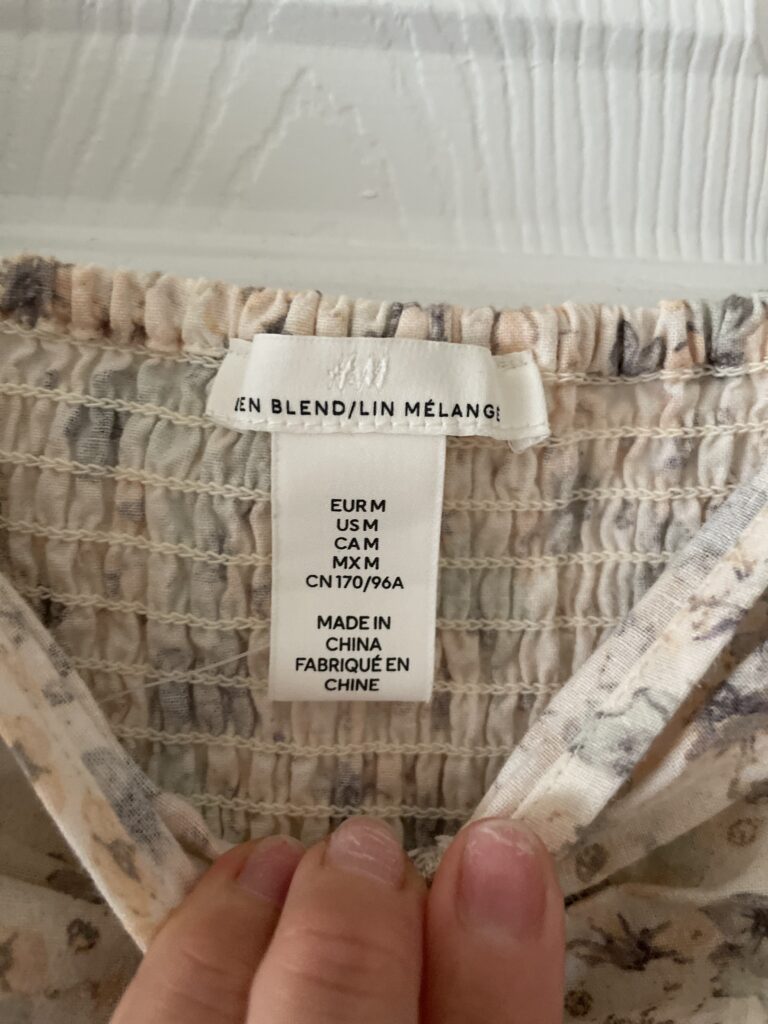 H&M
EN BLEND/LIN MÉLANGE
EUR M
US M
CA M
MX M
CN 170/96A
MADE IN
CHINA
FABRIQUÉ EN
CHINE